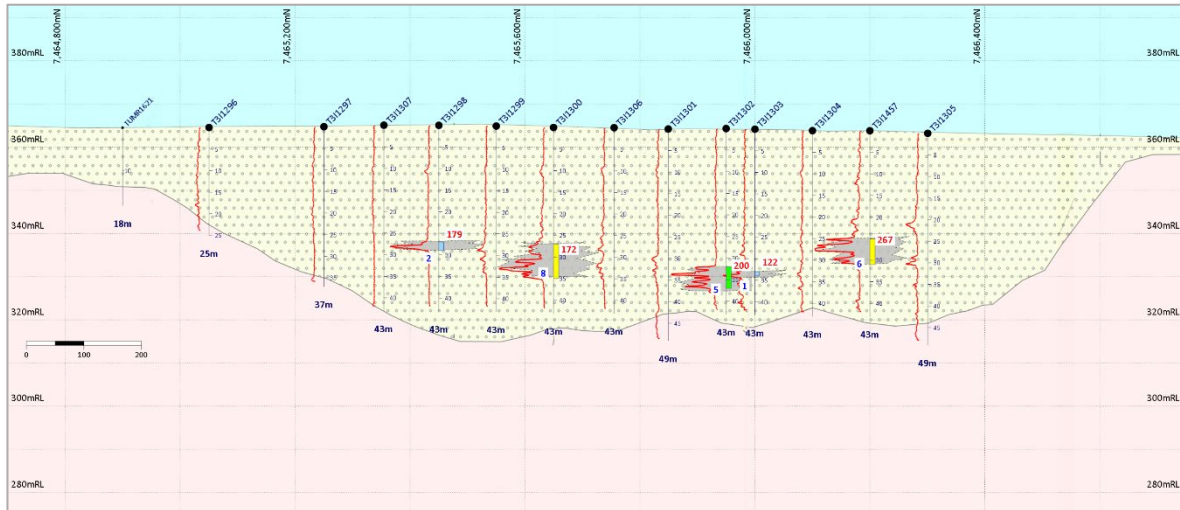 7,464,800mN
7,465,200mN
7,465,600mN
7,466,000mN
7,466,400mN
380mRL
380mRL
TUMR1621
T3I1296
T3I1297
T3I1307
T3I1298
T3I1299
T3I1300
T3I1306
T3I1301
T3I1302
T3I1303
T3I1304
T3I1457
T3I1305
360mRL
360mRL
340mRL
340mRL
179
172
200
122
267
2
8
5
1
6
18m
25m
37m
43m
43m
43m
43m
43m
49m
43m
43m
43m
43m
49m
320mRL
320mRL
0
100
200
300mRL
300mRL
280mRL
280mRL